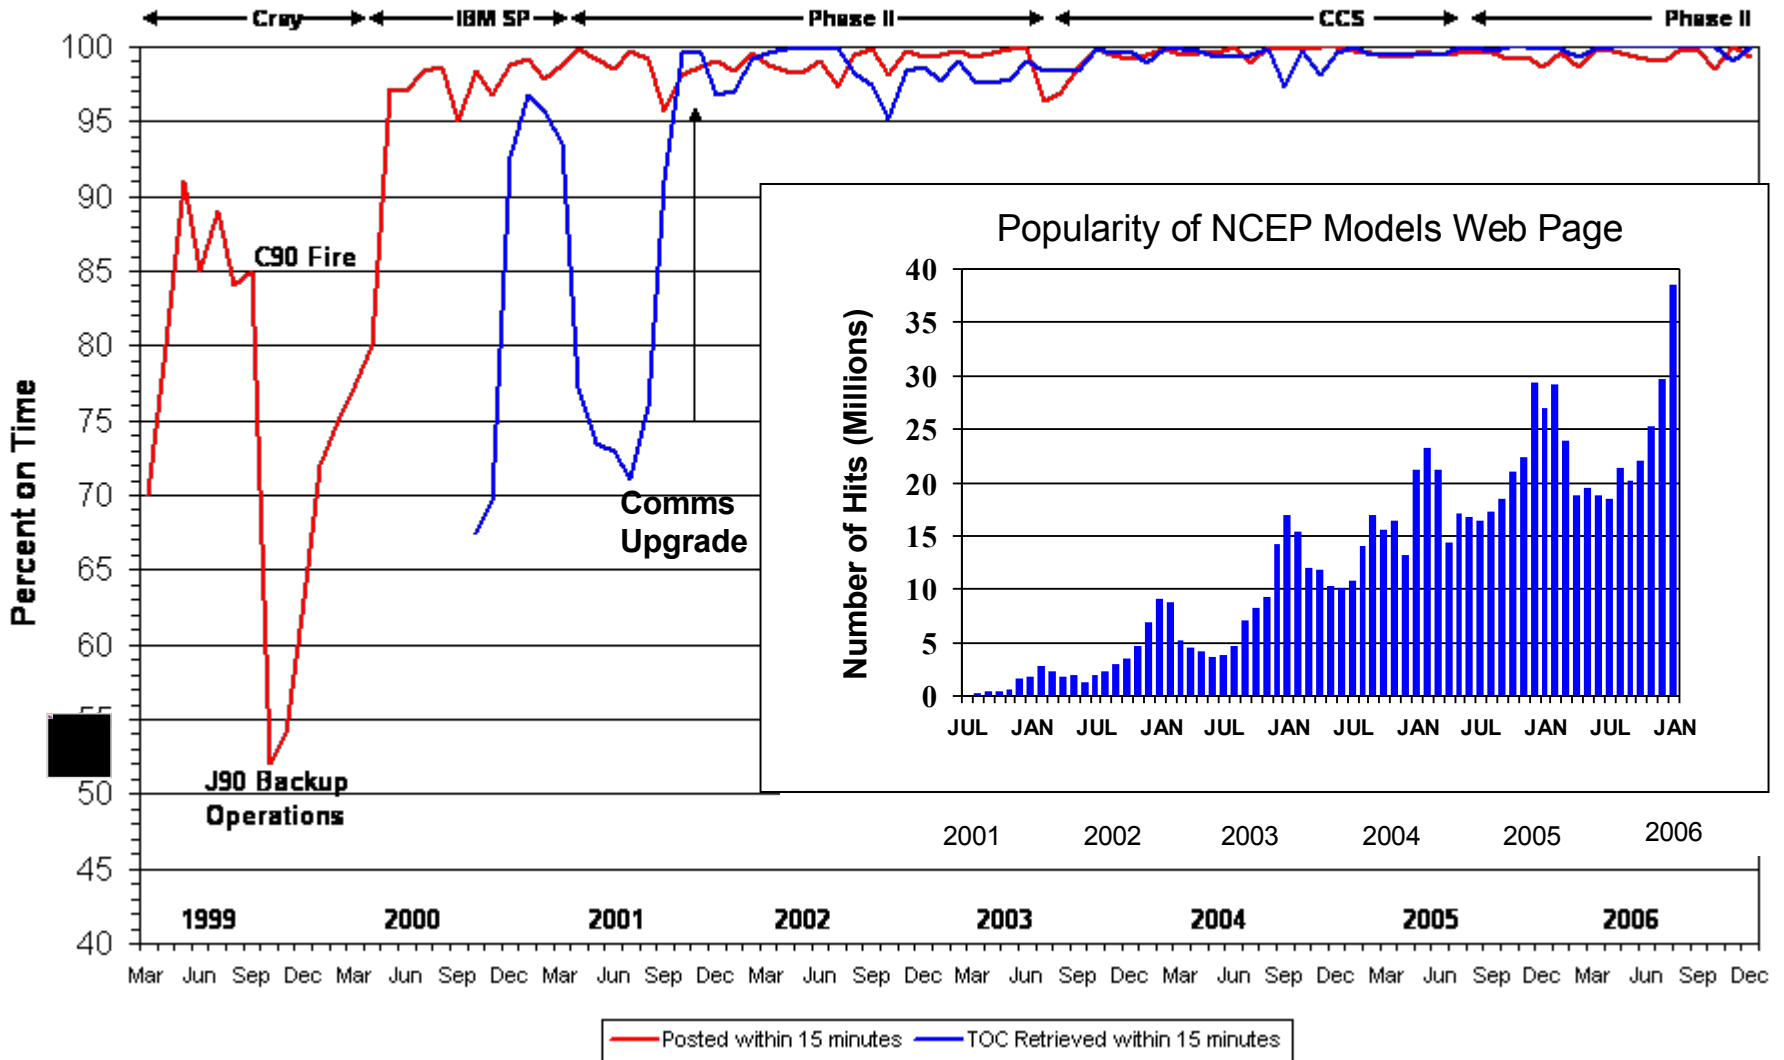 Cray
IBM SP
Phase II
CCS
Phase II
100
95
90
85
80
75
70
65
60
55
50
45
40
Percent on Time
C90 Fire
J90 Backup
Operations
Comms
Upgrade
Popularity of NCEP Models Web Page
Number of Hits (Millions)
40
35
30
25
20
15
10
5
0
JUL JAN JUL JAN JUL JAN JUL JAN JUL JAN JUL JAN
2001 2002 2003 2004 2005 2006
1999 2000 2001 2002 2003 2004 2005 2006
Mar Jun Sep Dec Mar Jun Sep Dec Mar Jun Sep Dec Mar Jun Sep Dec Mar Jun Sep Dec Mar Jun Sep Dec Mar Jun Sep Dec Mar Jun Sep Dec
Posted within 15 minutes TOC Retrieved within 15 minutes